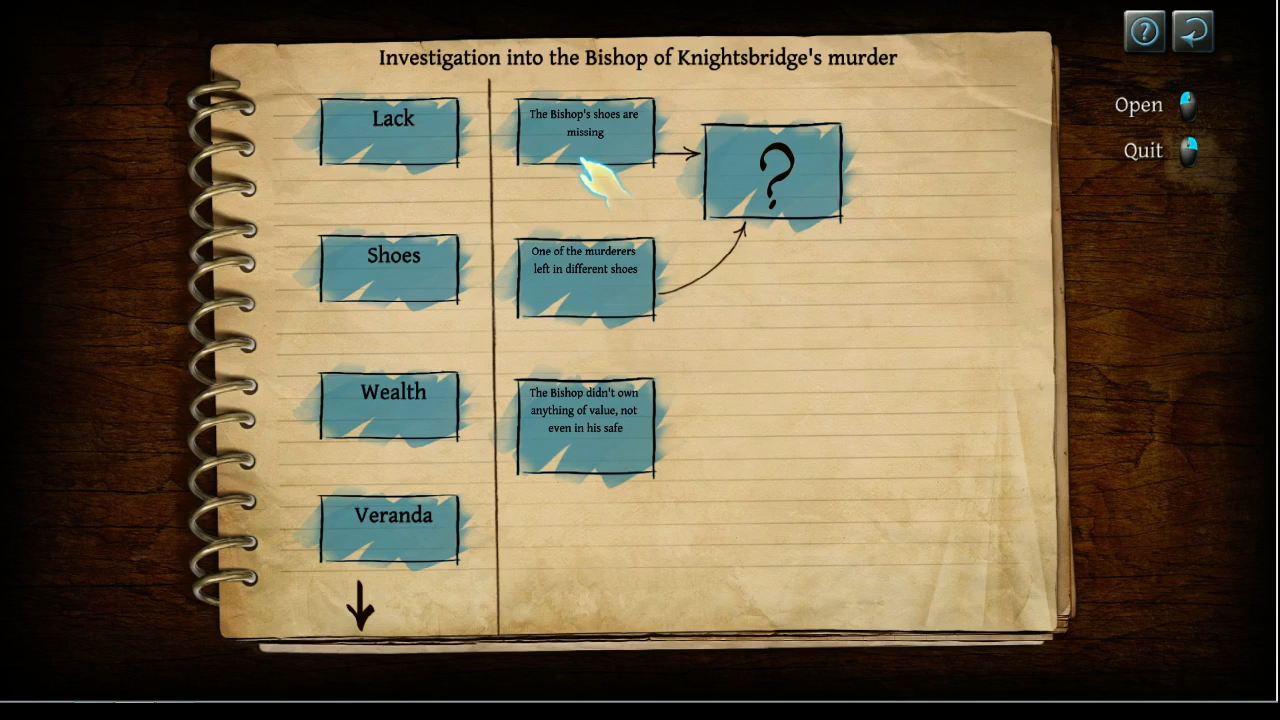 Investigation into the Bishop of Knightsbridge's murder
Lack
Shoes
Wealth
Veranda
The Bishop's shoes are
missing
One of the murderers
left in different shoes
The Bishop didn't own
anything of value, not
even in his safe
?
?
Open
Quit